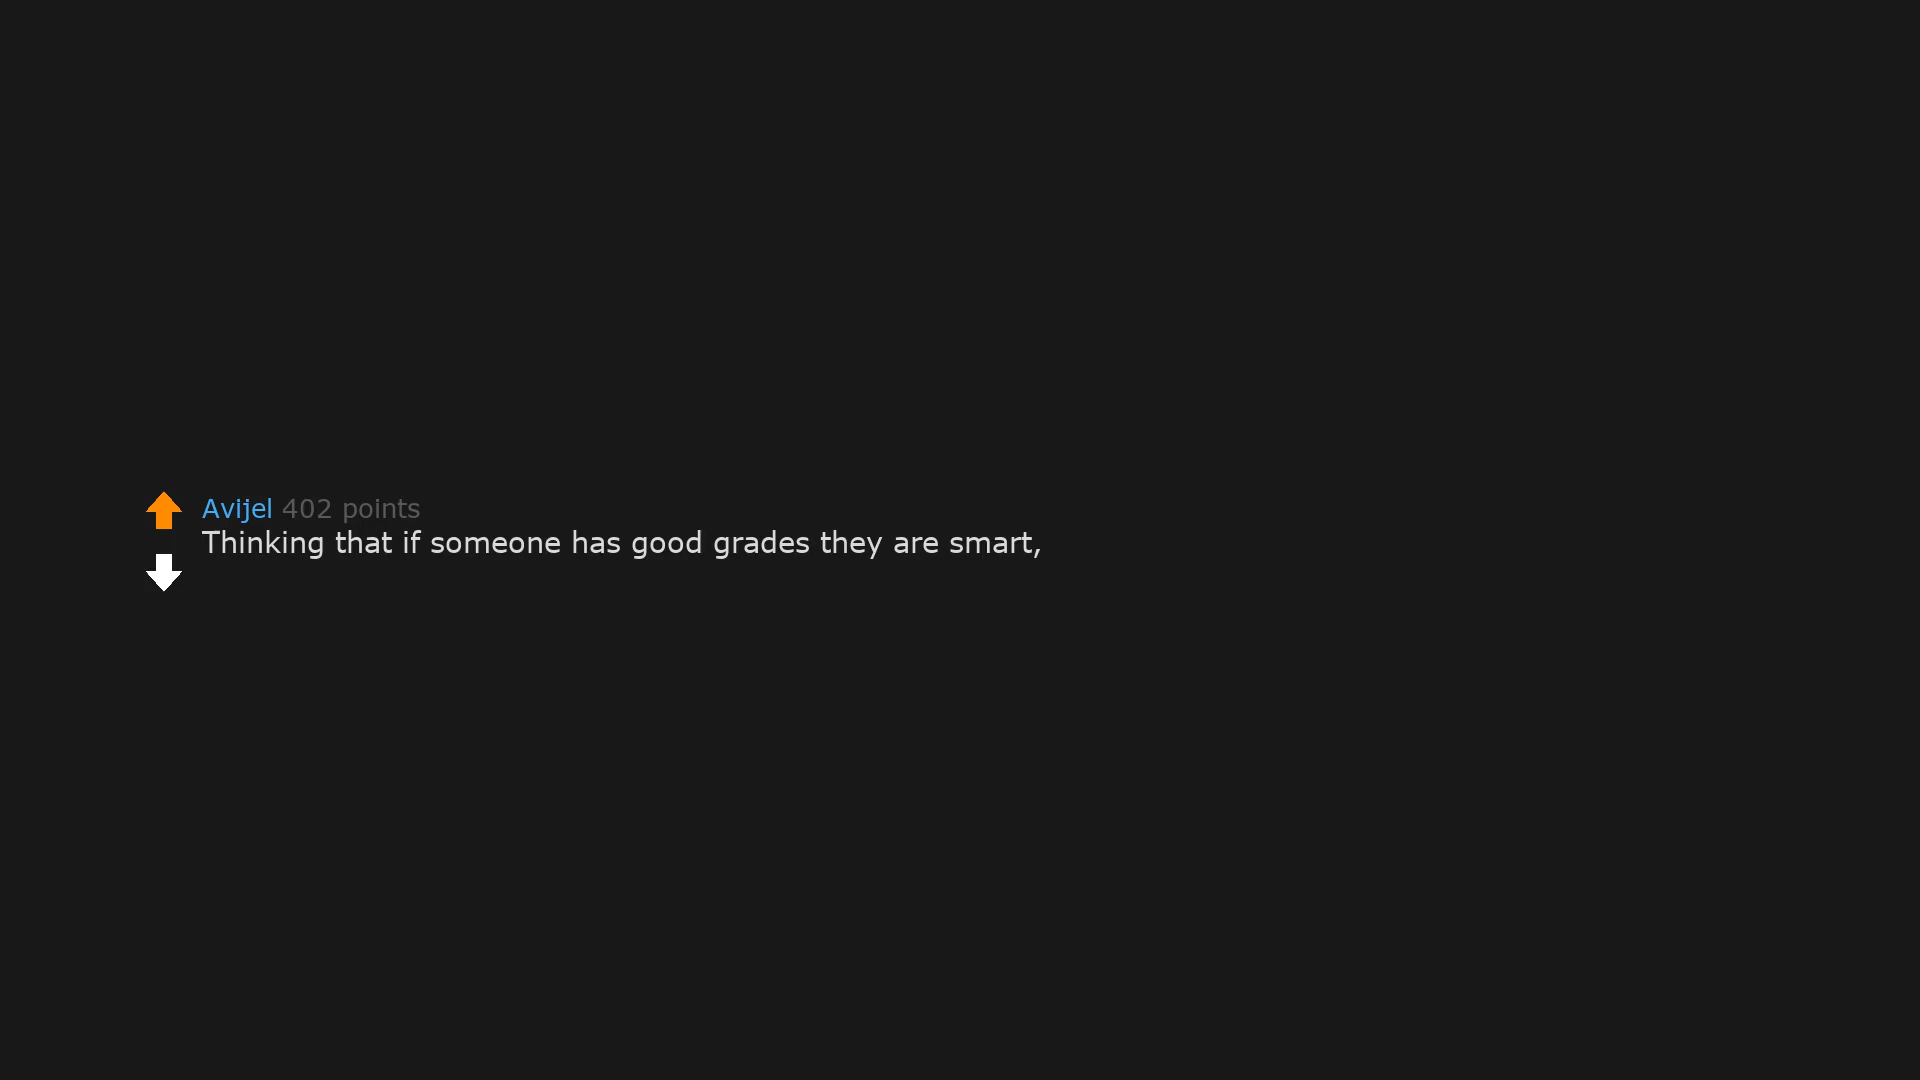 Avijel 402 points
Thinking that if someone has good grades they are smart,